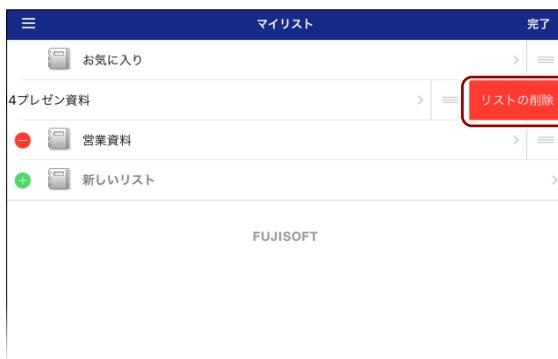 マイリスト 完了
お気に入り
4プレゼン資料 リストの削除
営業資料
新しいリスト
FUJISOFT